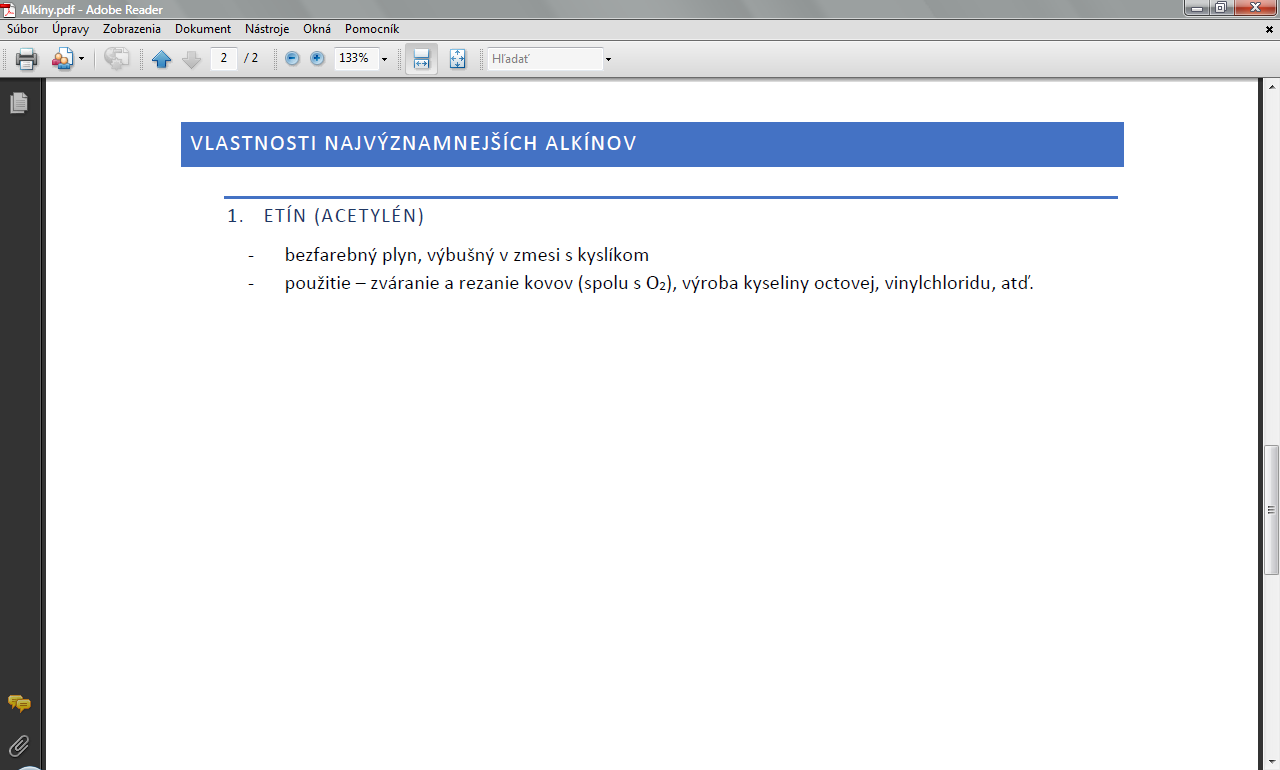 Alkíny.pdf - Adobe Reader
Súbor Úpravy Zobrazenia Dokument Nástroje Okná Pomocník
2 / 2 133% Hľadať
VLASTNOSTI NAJVÝZNAMNEJŠÍCH ALKÍNOV
1. ETÍN (ACETYLÉN)
- bezfarebný plyn, výbušný v zmesi s kyslíkom
- použitie – zváranie a rezanie kovov (spolu s O₂), výroba kyseliny octovej, vinylchloridu, atď.